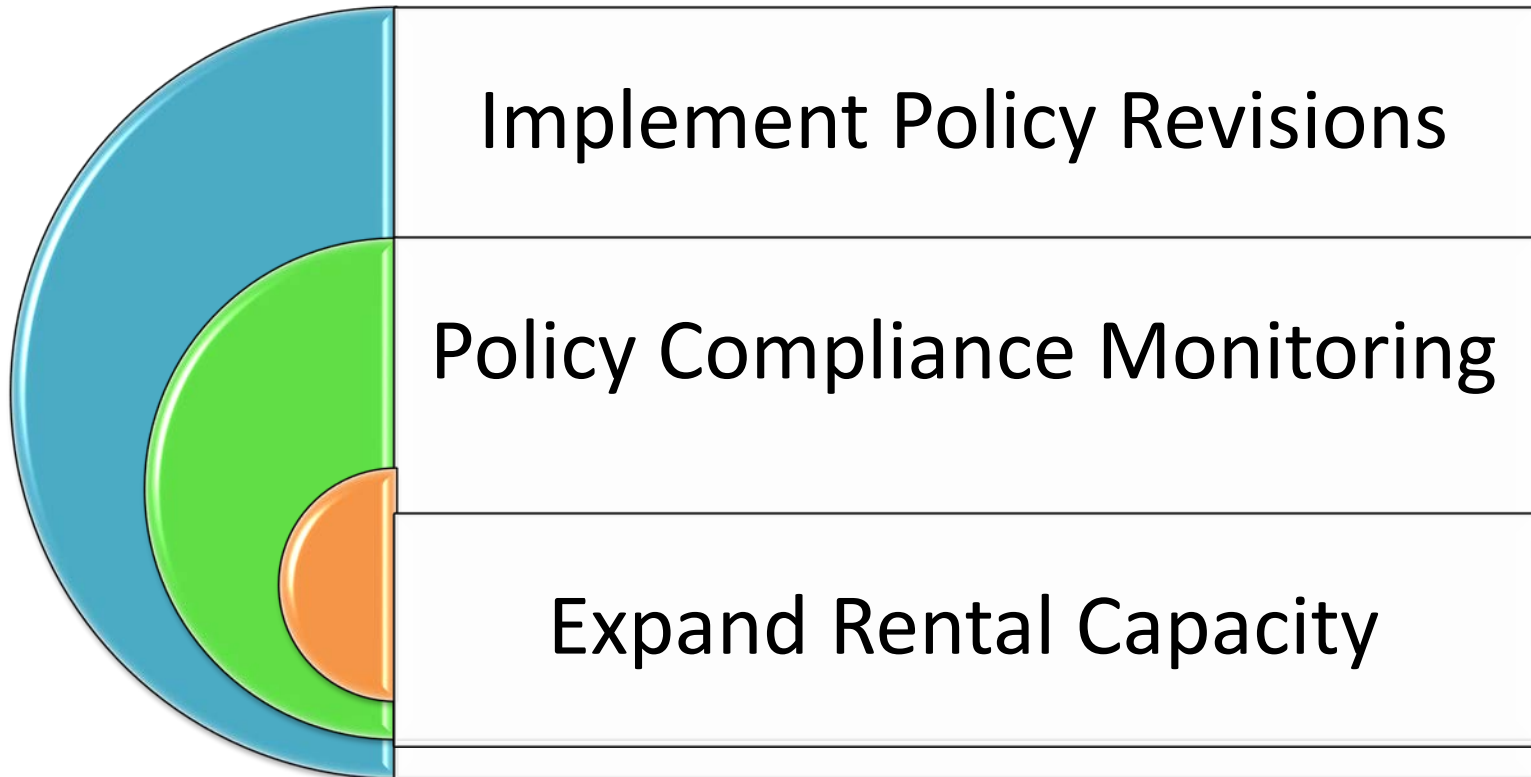 Implement Policy Revisions
Policy Compliance Monitoring
Expand Rental Capacity